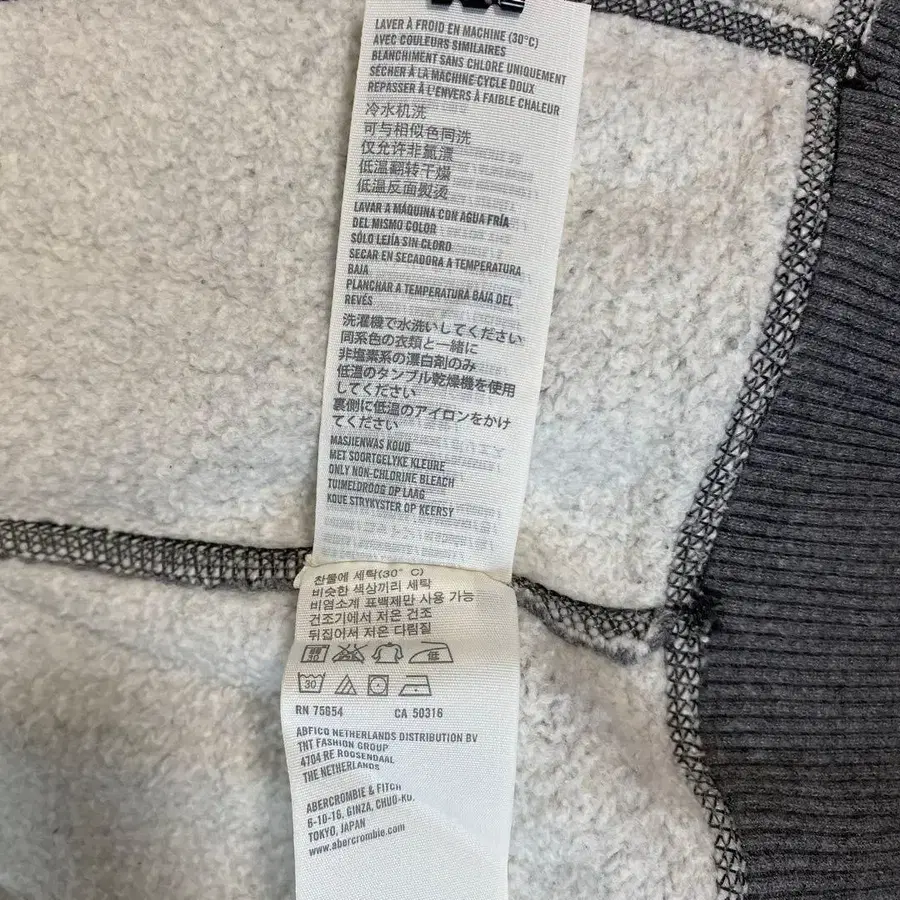 LAVER À FROID EN MACHINE (30°C)
AVEC COULEURS SIMILAIRES
BLANCHIMENT SANS CHLORE UNIQUEMENT
SÉCHER À LA MACHINE CYCLE DOUX
REPASSER À L'ENVERS À FAIBLE CHALEUR
冷水机洗
可与相似色同洗
仅允许非氯漂
低温翻转干燥
低温反面熨烫
LAVAR A MÁQUINA CON AGUA FRÍA
DEL MISMO COLOR
SÓLO LEJÍA SIN CLORO
SECAR EN SECADORA A TEMPERATURA
BAJA
PLANCHAR A TEMPERATURA BAJA DEL
REVÉS
洗濯機で水洗いしてください
同系色の衣類と一緒に
非塩素系の漂白剤のみ
低温のタンブル乾燥機を使用
してください
裏側に低温のアイロンをかけ
てください
MASJIENWAS KOUD
MET SOORTGELYKE KLEURE
ONLY NON-CHLORINE BLEACH
TUIMELDROOG OP LAAG
KOUE STRYKYSTER OP KEERSY
찬물에 세탁(30° C)
비슷한 색상끼리 세탁
비염소계 표백제만 사용 가능
건조기에서 저온 건조
뒤집어서 저온 다림질
30 低
30
RN 75654 CA 50316
ABFICO NETHERLANDS DISTRIBUTION BV
TNT FASHION GROUP
4704 RE ROOSENDAAL
THE NETHERLANDS
ABERCROMBIE & FITCH
6-10-16, GINZA, CHUO-KU,
TOKYO, JAPAN
www.abercrombie.com